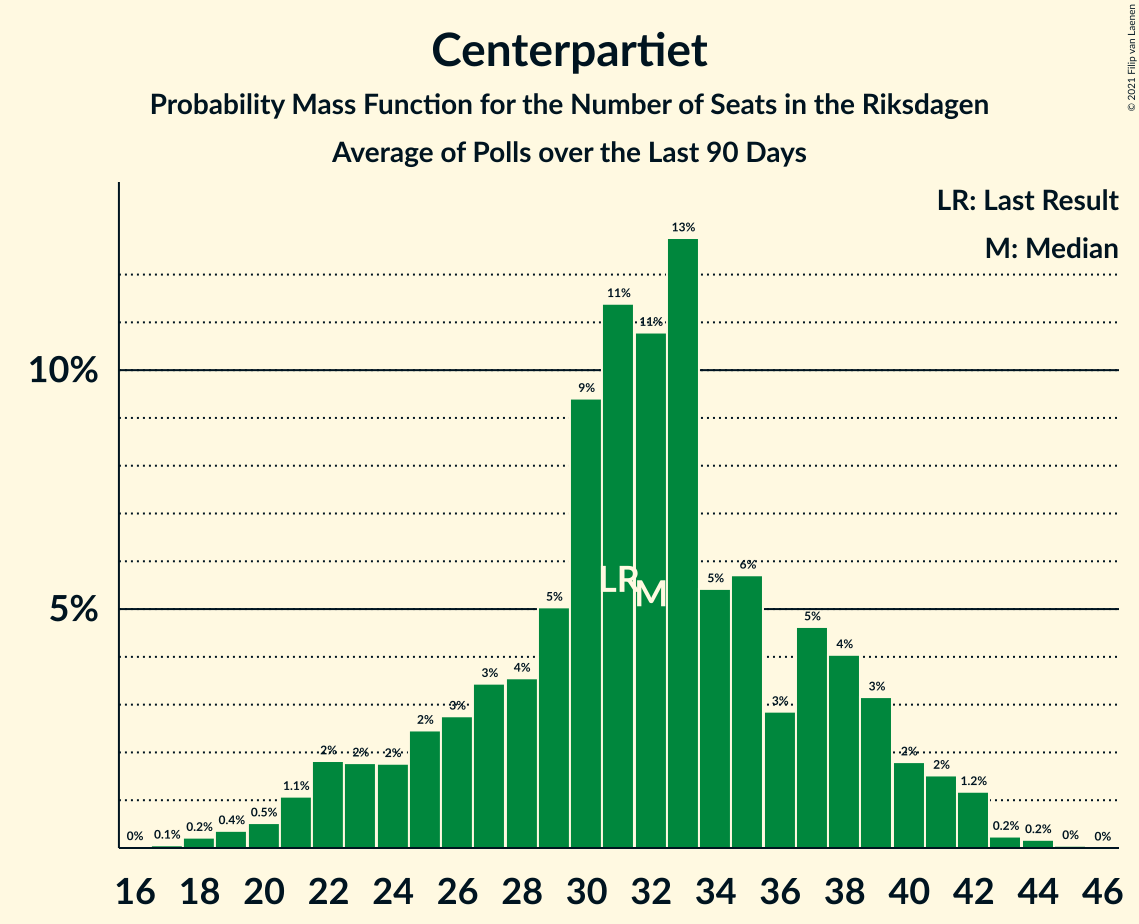 Centerpartiet
Probability Mass Function for the Number of Seats in the Riksdagen
Average of Polls over the Last 90 Days
© 2021 Filip van Laenen
LR: Last Result
M: Median
10%
5%
0% 0.1% 0.2% 0.4% 0.5% 1.1% 2% 2% 2% 2% 3% 3% 4% 5% 9% 11% 11% 13% 5% 6% 3% 5% 4% 3% 2% 2% 1.2% 0.2% 0.2% 0% 0%
LR M
16 18 20 22 24 26 28 30 32 34 36 38 40 42 44 46